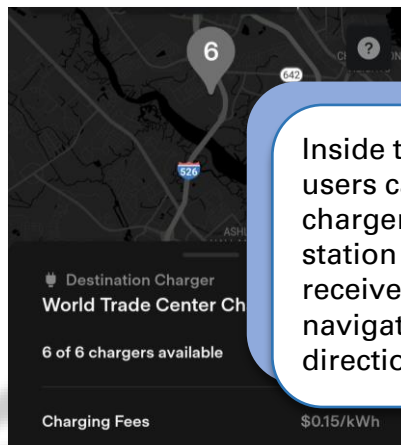 6
?
642
526
Destination Charger
World Trade Center Ch
6 of 6 chargers available
Charging Fees
$0.15/kWh
Inside t
users c
charger
station
receive
navigat
directio